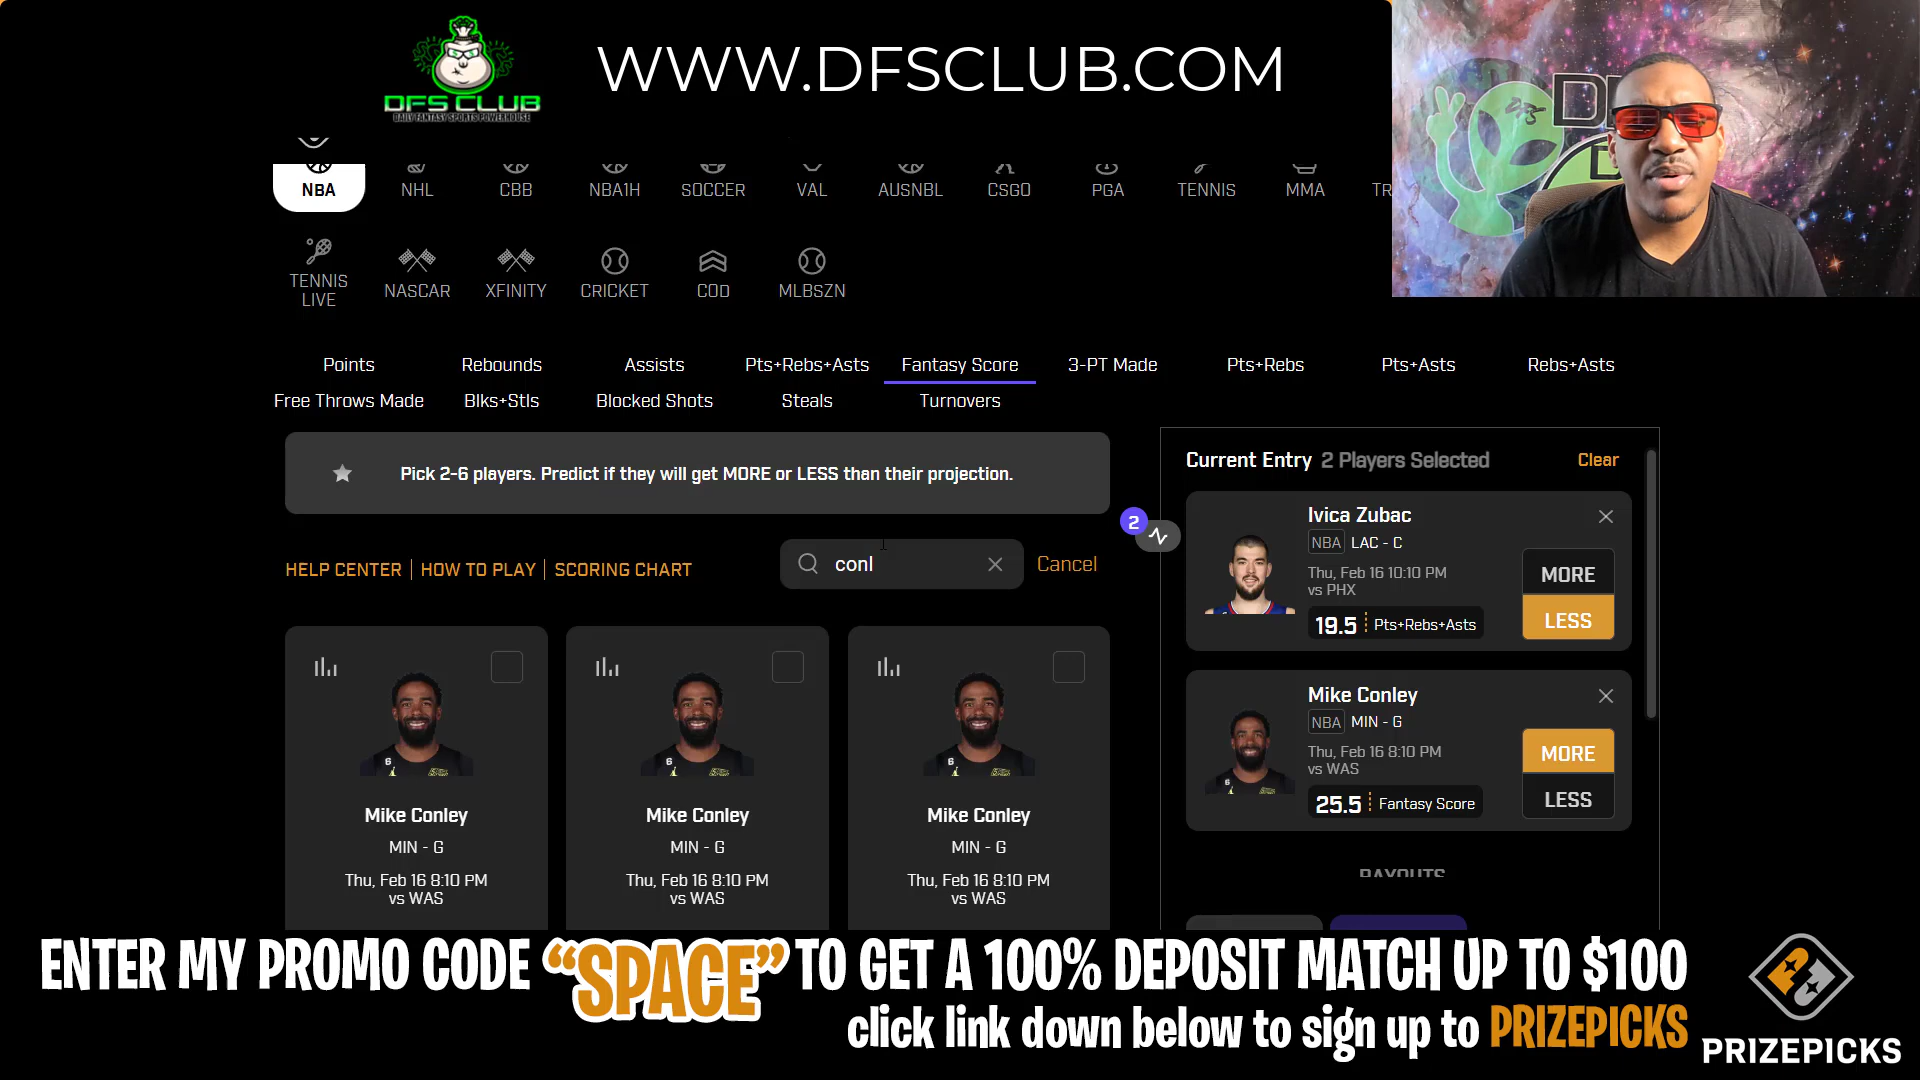 DFS CLUB
DAILY FANTASY SPORTS POWERHOUSE
WWW.DFSCLUB.COM
NBA
NHL
CBB
NBA1H
SOCCER
VAL
AUSNBL
CSGO
PGA
TENNIS
MMA
TR
TENNIS
LIVE
NASCAR
XFINITY
CRICKET
COD
MLBSZN
Points
Rebounds
Assists
Pts+Rebs+Asts
Fantasy Score
3-PT Made
Pts+Rebs
Pts+Asts
Rebs+Asts
Free Throws Made
Blks+Stls
Blocked Shots
Steals
Turnovers
Pick 2-6 players. Predict if they will get MORE or LESS than their projection.
HELP CENTER
HOW TO PLAY
SCORING CHART
conl
Cancel
Mike Conley
MIN - G
Thu, Feb 16 8:10 PM
vs WAS
Mike Conley
MIN - G
Thu, Feb 16 8:10 PM
vs WAS
Mike Conley
MIN - G
Thu, Feb 16 8:10 PM
vs WAS
2
Current Entry 2 Players Selected
Clear
Ivica Zubac
NBA LAC - C
Thu, Feb 16 10:10 PM
vs PHX
19.5 Pts+Rebs+Asts
MORE
LESS
Mike Conley
NBA MIN - G
Thu, Feb 16 8:10 PM
vs WAS
25.5 Fantasy Score
MORE
LESS
PAYOUTS
ENTER MY PROMO CODE “SPACE” TO GET A 100% DEPOSIT MATCH UP TO $100
click link down below to sign up to PRIZEPICKS
PRIZEPICKS